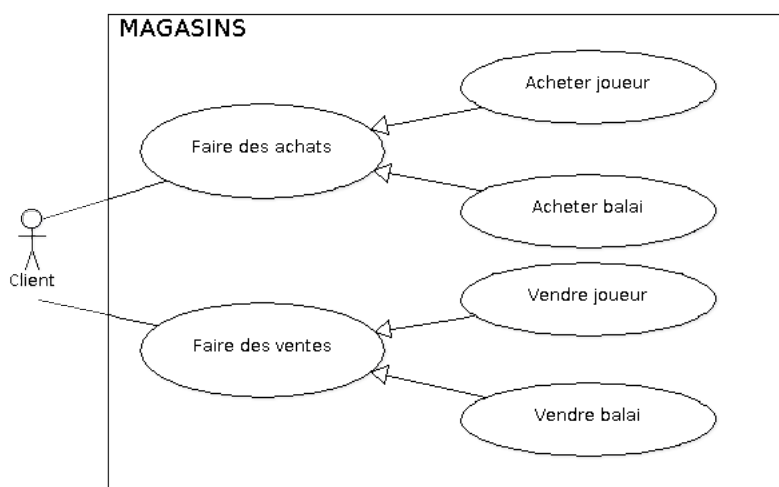 MAGASINS
Acheter joueur
Faire des achats
Acheter balai
Client
Vendre joueur
Faire des ventes
Vendre balai